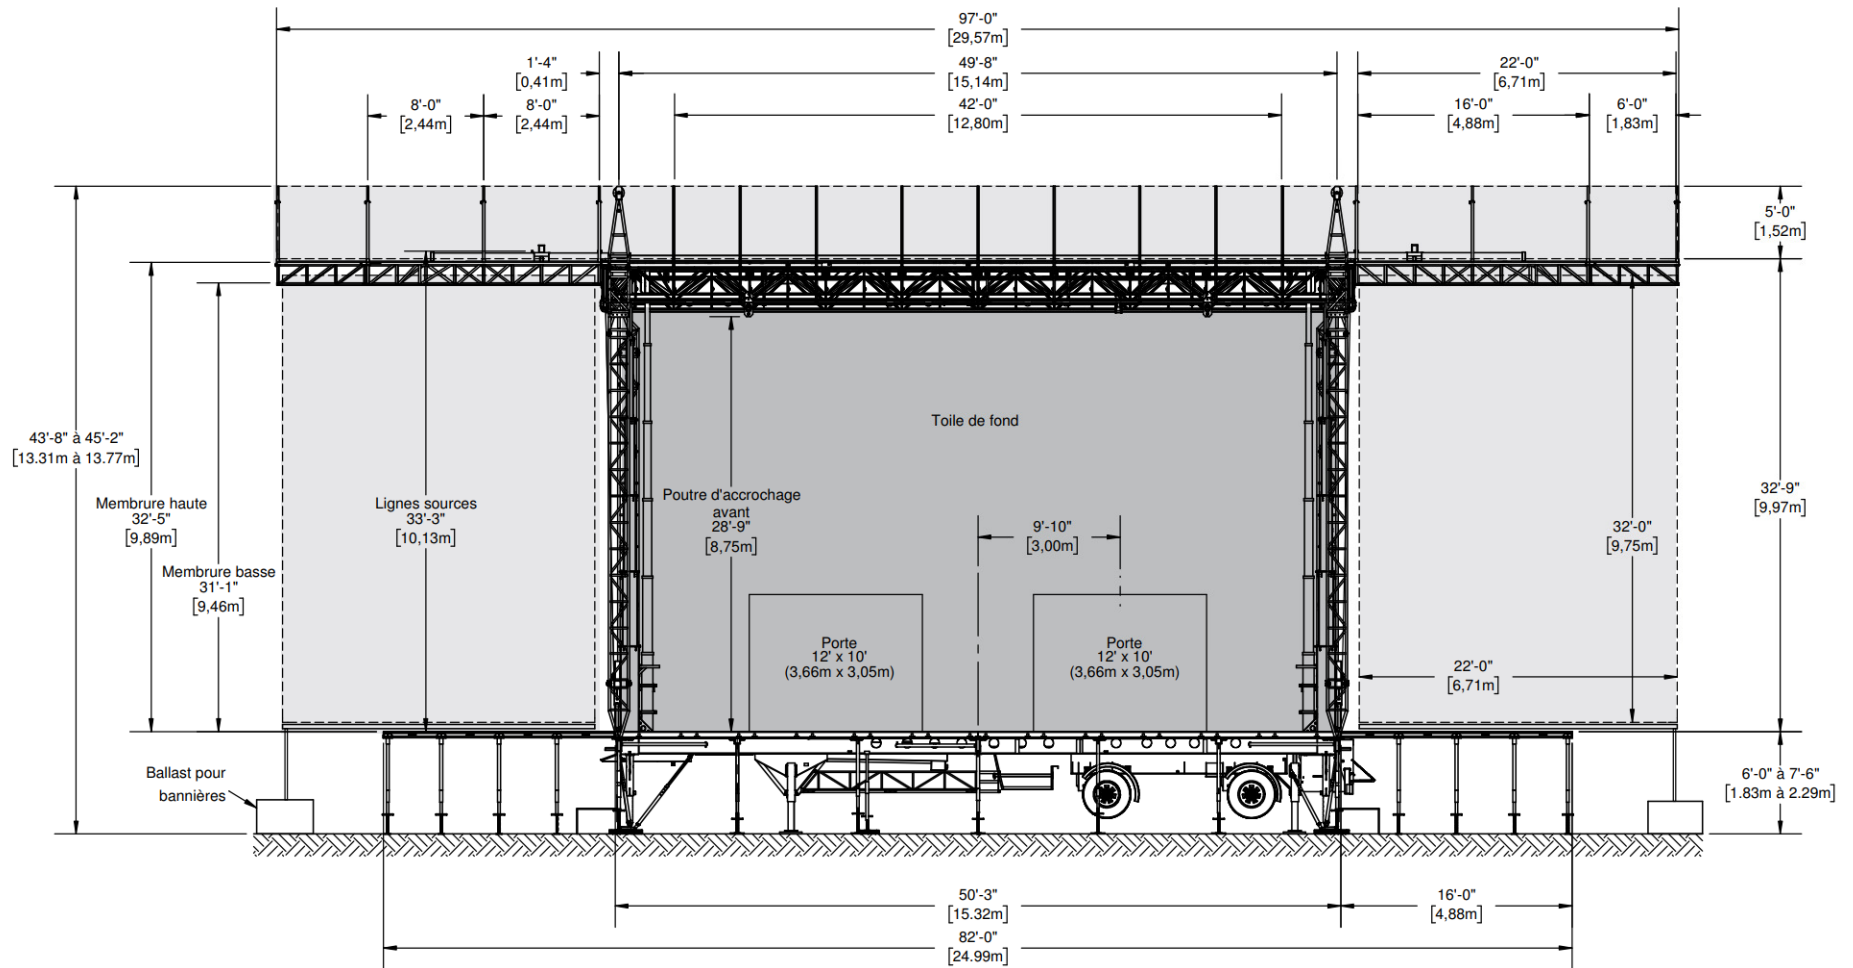 97'-0"
[29,57m]
1'-4"
[0,41m]
49'-8"
[15,14m]
22'-0"
[6,71m]
8'-0"
[2,44m]
8'-0"
[2,44m]
42'-0"
[12,80m]
16'-0"
[4,88m]
6'-0"
[1,83m]
5'-0"
[1,52m]
43'-8" à 45'-2"
[13.31m à 13.77m]
Membrure haute
32'-5"
[9,89m]
Membrure basse
31'-1"
[9,46m]
Lignes sources
33'-3"
[10,13m]
Toile de fond
Poutre d'accrochage
avant
28'-9"
[8,75m]
9'-10"
[3,00m]
32'-0"
[9,75m]
32'-9"
[9,97m]
Porte
12' x 10'
(3,66m x 3,05m)
Porte
12' x 10'
(3,66m x 3,05m)
22'-0"
[6,71m]
Ballast pour
bannières
6'-0" à 7'-6"
[1.83m à 2.29m]
50'-3"
[15.32m]
16'-0"
[4,88m]
82'-0"
[24.99m]